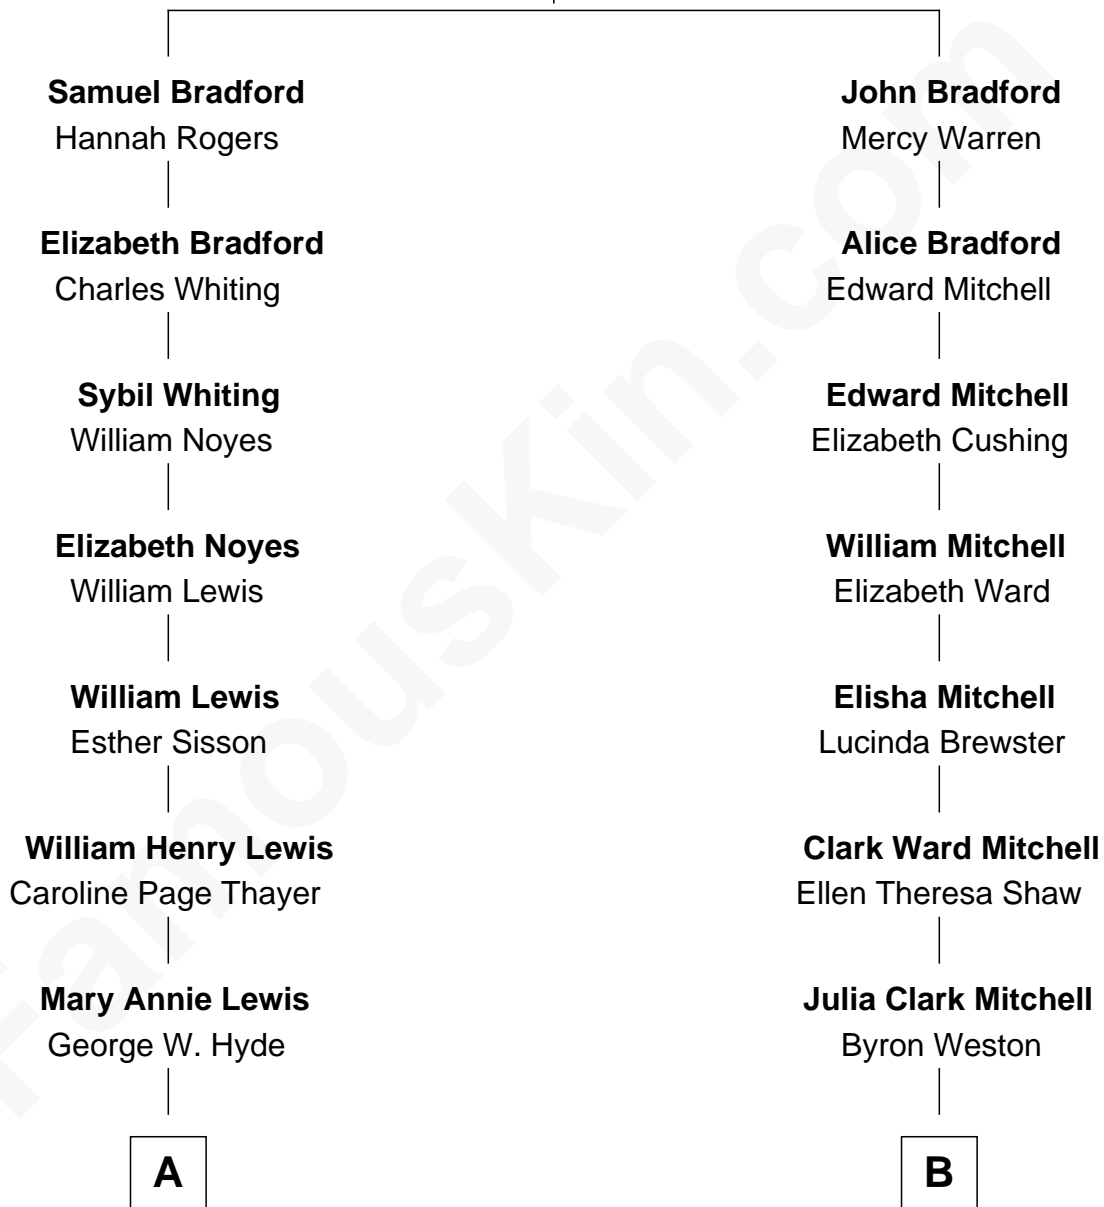 Samuel Bradford
Hannah Rogers
Elizabeth Bradford
Charles Whiting
Sybil Whiting
William Noyes
Elizabeth Noyes
William Lewis
William Lewis
Esther Sisson
William Henry Lewis
Caroline Page Thayer
Mary Annie Lewis
George W. Hyde
A
John Bradford
Mercy Warren
Alice Bradford
Edward Mitchell
Edward Mitchell
Elizabeth Cushing
William Mitchell
Elizabeth Ward
Elisha Mitchell
Lucinda Brewster
Clark Ward Mitchell
Ellen Theresa Shaw
Julia Clark Mitchell
Byron Weston
B
FamousKin.com